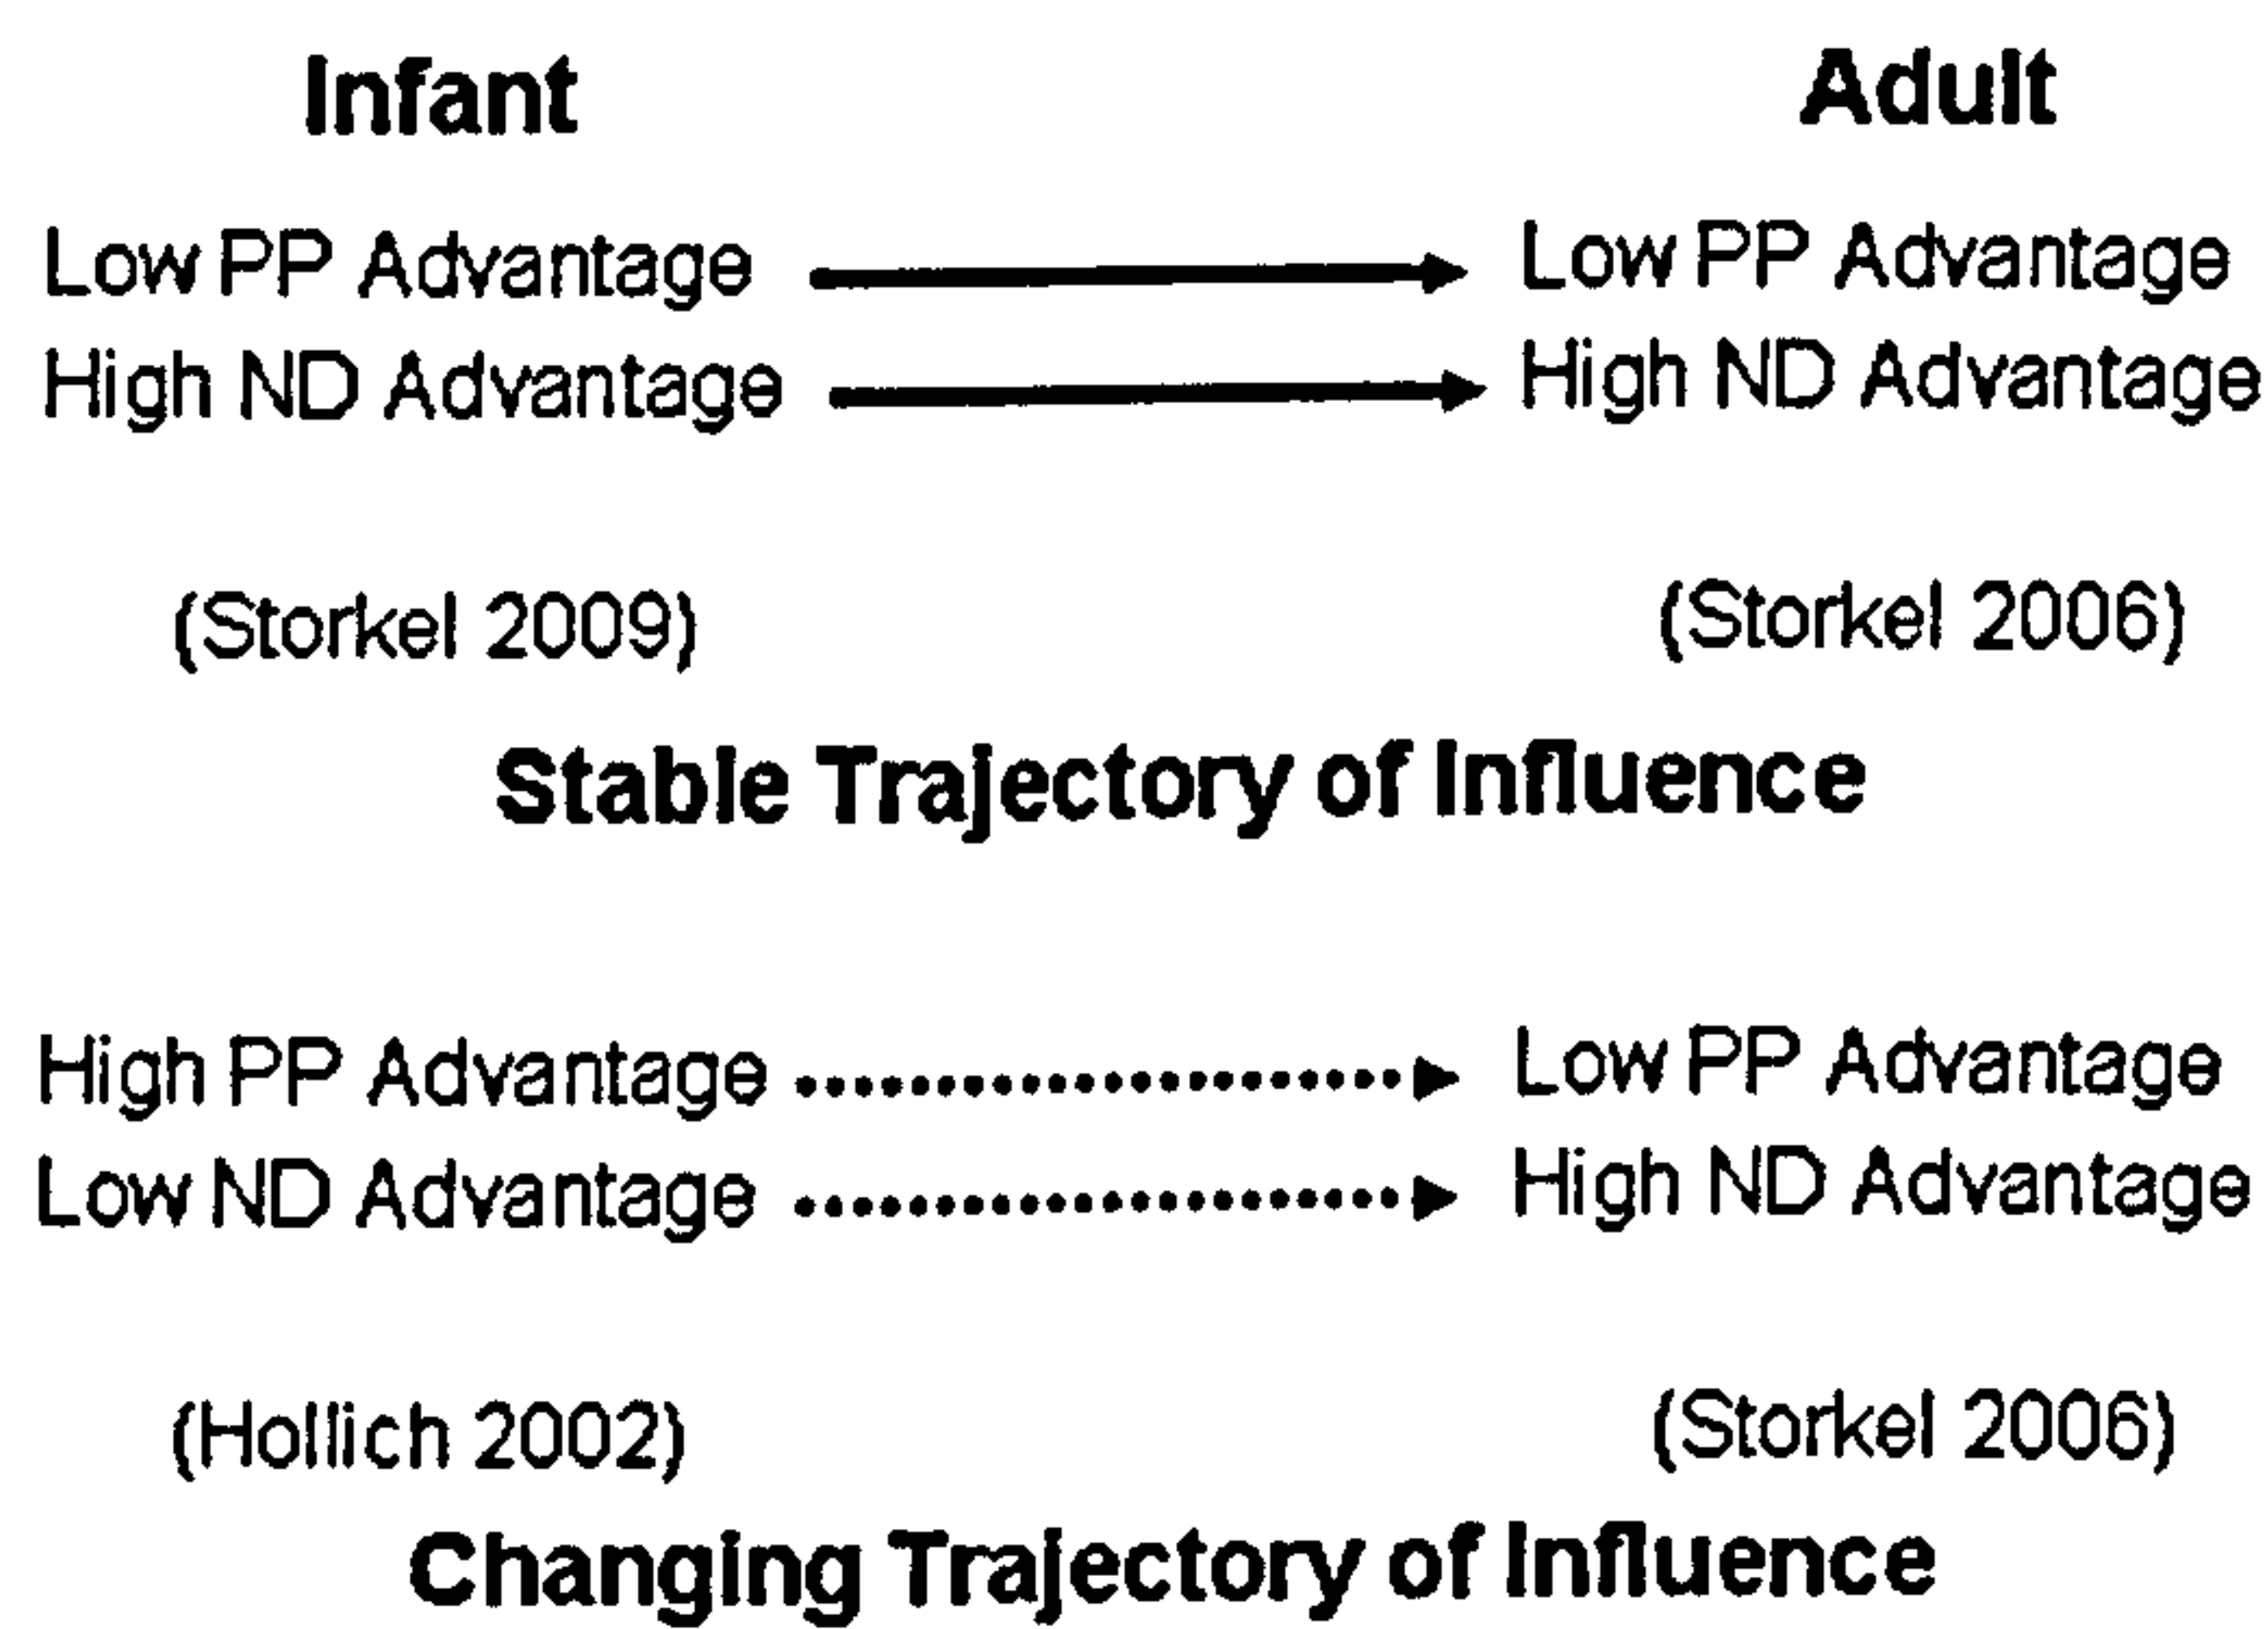 Infant Adult
Low PP Advantage Low PP Advantage
High ND Advantage High ND Advantage
(Storkel 2009) (Storkel 2006)
Stable Trajectory of Influence
High PP Advantage Low PP Advantage
Low ND Advantage High ND Advantage
(Hollich 2002) (Storkel 2006)
Changing Trajectory of Influence